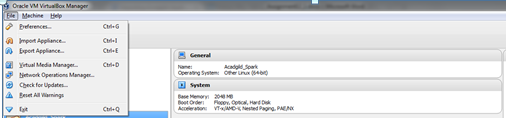 Oracle VM VirtualBox Manager
File Machine Help
Preferences... Ctrl+G
Import Appliance... Ctrl+I
Export Appliance... Ctrl+E
Virtual Media Manager... Ctrl+D
Network Operations Manager...
Check for Updates...
Reset All Warnings
Exit Ctrl+Q
General
Name: Acadgild_Spark
Operating System: Other Linux (64-bit)
System
Base Memory: 2048 MB
Boot Order: Floppy, Optical, Hard Disk
Acceleration: VT-x/AMD-V, Nested Paging, PAE/NX